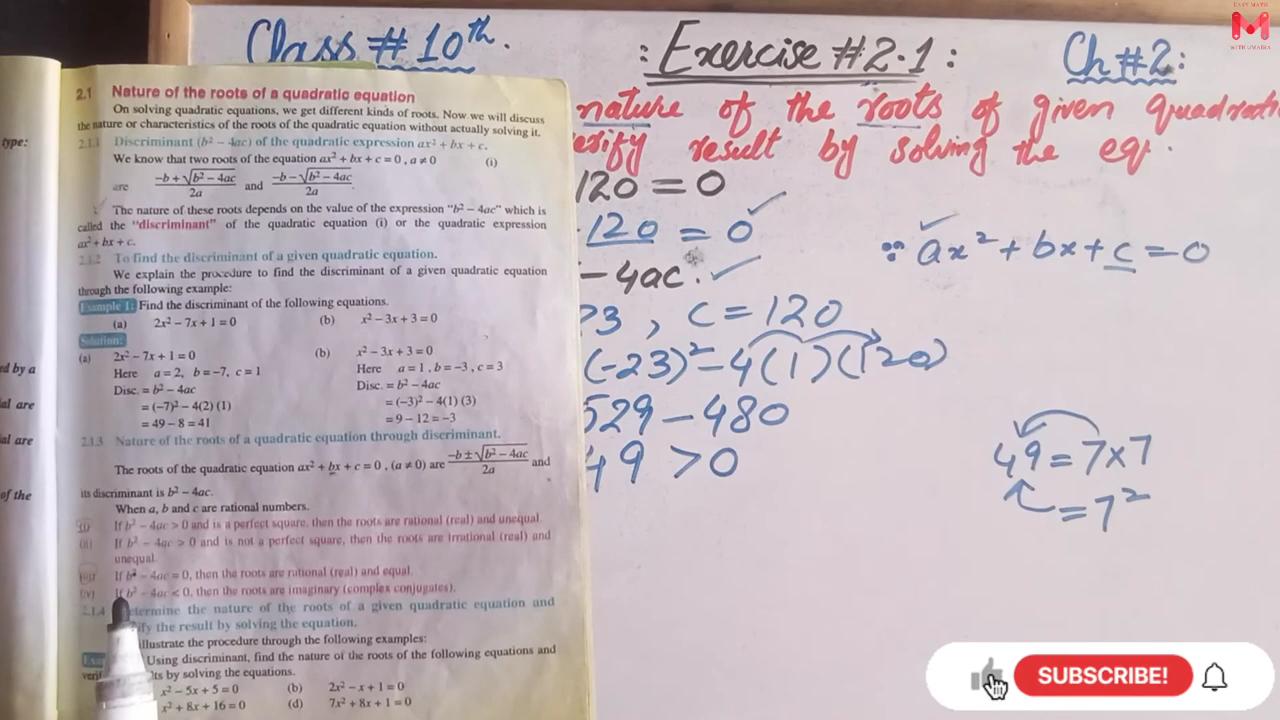 Class # 10th.
: Exercise # 2.1 :
Ch # 2:
EASY MATH
WITH UMAIRA
nature of the roots of given quadrat
erify result by solving the eq.
120 = 0
-120 = 0
- 4ac.
∵ ax² + bx + c = 0
23 , c = 120
(-23)² - 4(1)(120)
529 - 480
49 > 0
49 = 7×7
= 7²
type:
ed by a
al are
al are
of the
2.1 Nature of the roots of a quadratic equation
On solving quadratic equations, we get different kinds of roots. Now we will discuss
the nature or characteristics of the roots of the quadratic equation without actually solving it.
2.1.1 Discriminant (b² – 4ac) of the quadratic expression ax² + bx + c.
We know that two roots of the equation ax² + bx + c = 0 , a ≠ 0 (i)
are (-b + √(b² – 4ac))/2a and (-b – √(b² – 4ac))/2a.
The nature of these roots depends on the value of the expression "b² – 4ac" which is
called the "discriminant" of the quadratic equation (i) or the quadratic expression
ax² + bx + c.
2.1.2 To find the discriminant of a given quadratic equation.
We explain the procedure to find the discriminant of a given quadratic equation
through the following example:
Example 1: Find the discriminant of the following equations.
(a) 2x² – 7x + 1 = 0 (b) x² – 3x + 3 = 0
Solution:
(a) 2x² – 7x + 1 = 0 (b) x² – 3x + 3 = 0
Here a = 2, b = –7, c = 1 Here a = 1 , b = –3 , c = 3
Disc. = b² – 4ac Disc. = b² – 4ac
= (–7)² – 4(2) (1) = (–3)² – 4(1) (3)
= 49 – 8 = 41 = 9 – 12 = –3
2.1.3 Nature of the roots of a quadratic equation through discriminant.
The roots of the quadratic equation ax² + bx + c = 0 , (a ≠ 0) are (-b ± √(b² – 4ac))/2a and
its discriminant is b² – 4ac.
When a, b and c are rational numbers.
(i) If b² – 4ac > 0 and is a perfect square, then the roots are rational (real) and unequal.
(ii) If b² – 4ac > 0 and is not a perfect square, then the roots are irrational (real) and
unequal.
(iii) If b² – 4ac = 0, then the roots are rational (real) and equal.
(iv) If b² – 4ac < 0, then the roots are imaginary (complex conjugates).
2.1.4 etermine the nature of the roots of a given quadratic equation and
fy the result by solving the equation.
illustrate the procedure through the following examples:
Exa Using discriminant, find the nature of the roots of the following equations and
veri lts by solving the equations.
x² – 5x + 5 = 0 (b) 2x² – x + 1 = 0
x² + 8x + 16 = 0 (d) 7x² + 8x + 1 = 0
SUBSCRIBE!